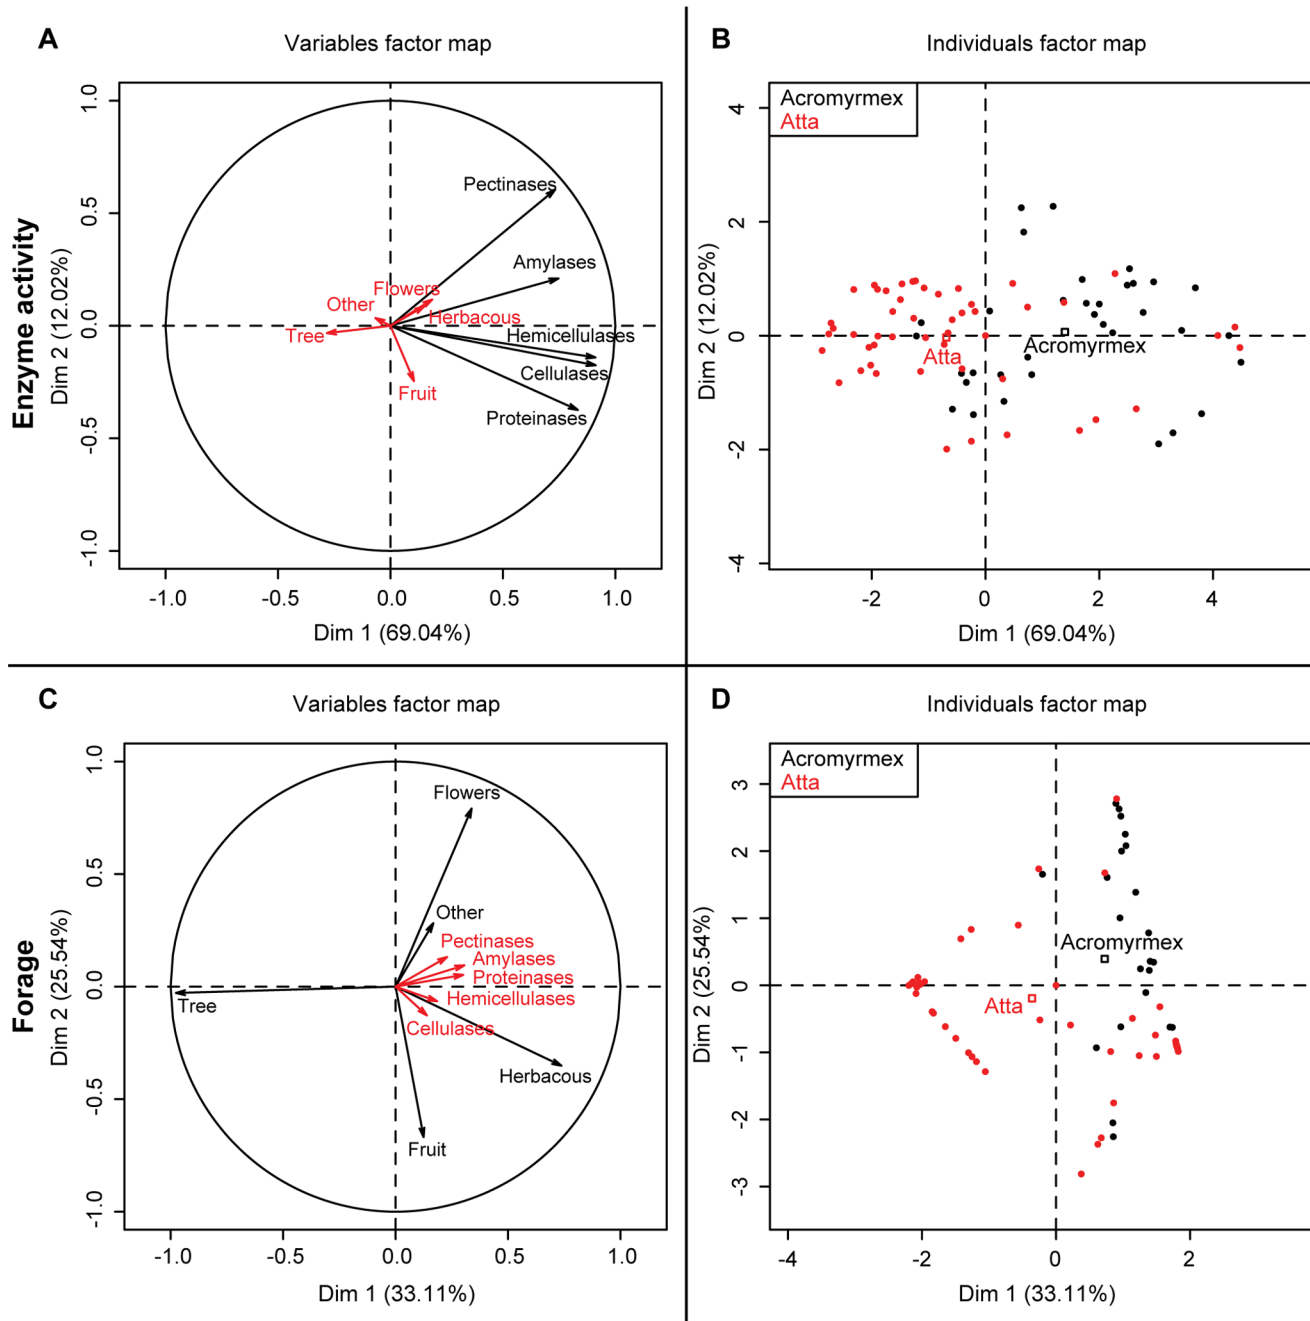 A
Variables factor map
Enzyme activity
Dim 2 (12.02%)
1.0
0.5
0.0
-0.5
-1.0
Pectinases
Amylases
Flowers
Other
Herbacous
Tree
Hemicellulases
Cellulases
Fruit
Proteinases
-1.0 -0.5 0.0 0.5 1.0
Dim 1 (69.04%)
B
Individuals factor map
Acromyrmex
Atta
Dim 2 (12.02%)
4
2
0
-2
-4
Atta
Acromyrmex
-2 0 2 4
Dim 1 (69.04%)
C
Variables factor map
Forage
Dim 2 (25.54%)
1.0
0.5
0.0
-0.5
-1.0
Flowers
Other
Pectinases
Amylases
Proteinases
Hemicellulases
Tree
Cellulases
Herbacous
Fruit
-1.0 -0.5 0.0 0.5 1.0
Dim 1 (33.11%)
D
Individuals factor map
Acromyrmex
Atta
Dim 2 (25.54%)
3
2
1
0
-1
-2
-3
Acromyrmex
Atta
-4 -2 0 2
Dim 1 (33.11%)